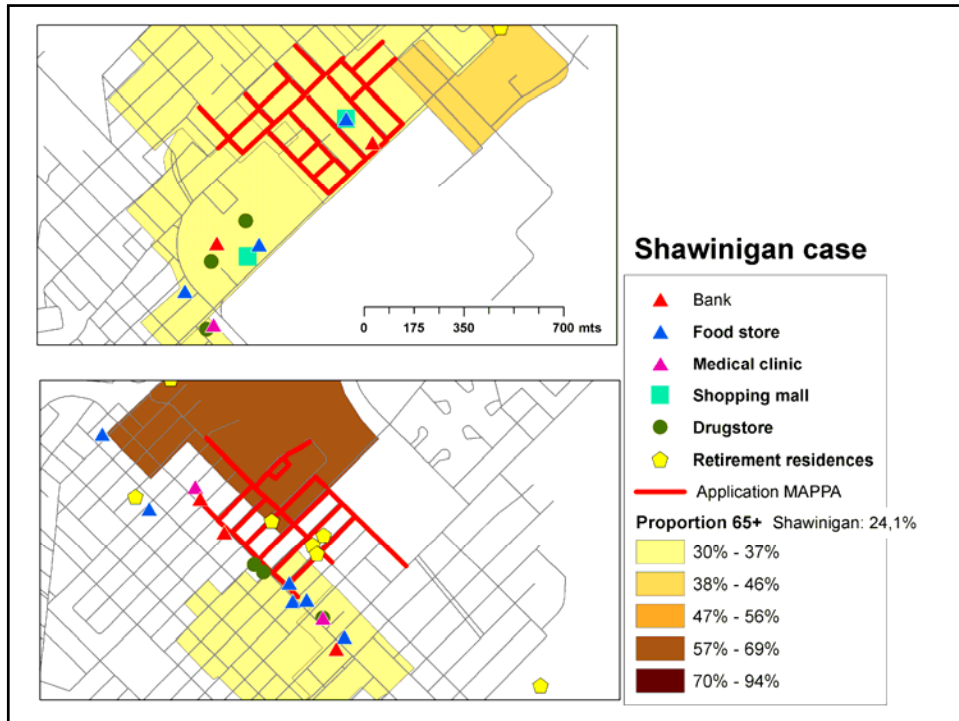 0 175 350 700 mts
Shawinigan case
Bank
Food store
Medical clinic
Shopping mall
Drugstore
Retirement residences
Application MAPPA
Proportion 65+ Shawinigan: 24,1%
30% - 37%
38% - 46%
47% - 56%
57% - 69%
70% - 94%